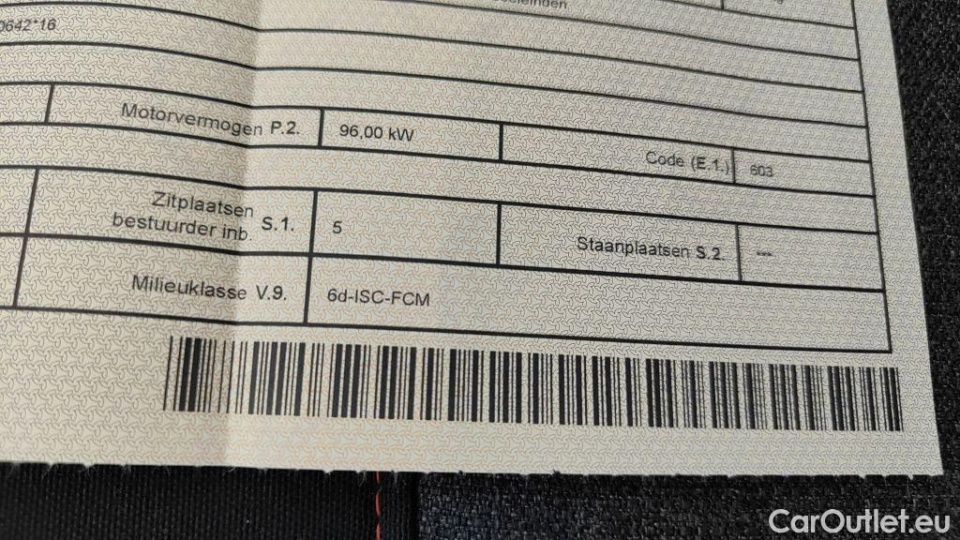 0642*16
Motorvermogen P.2. 96,00 kW
Code (E.1.) 603
Zitplaatsen
bestuurder inb. S.1. 5
Staanplaatsen S.2. ---
Milieuklasse V.9. 6d-ISC-FCM
CarOutlet.eu